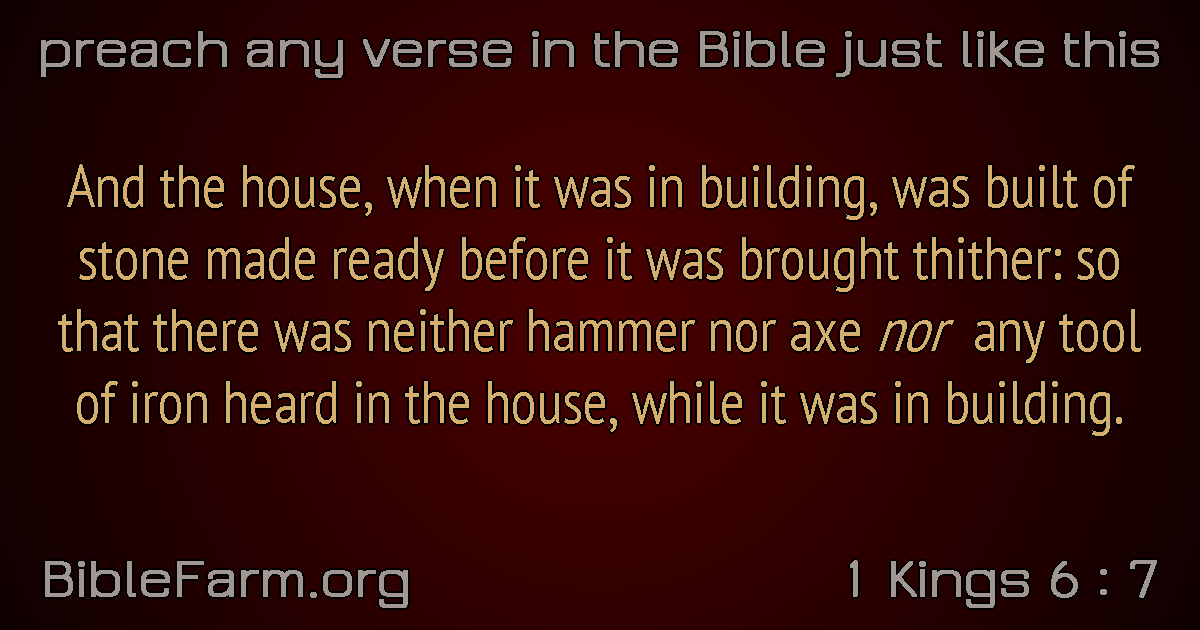 preach any verse in the Bible just like this
And the house, when it was in building, was built of
stone made ready before it was brought thither: so
that there was neither hammer nor axe nor any tool
of iron heard in the house, while it was in building.
BibleFarm.org
1 Kings 6 : 7